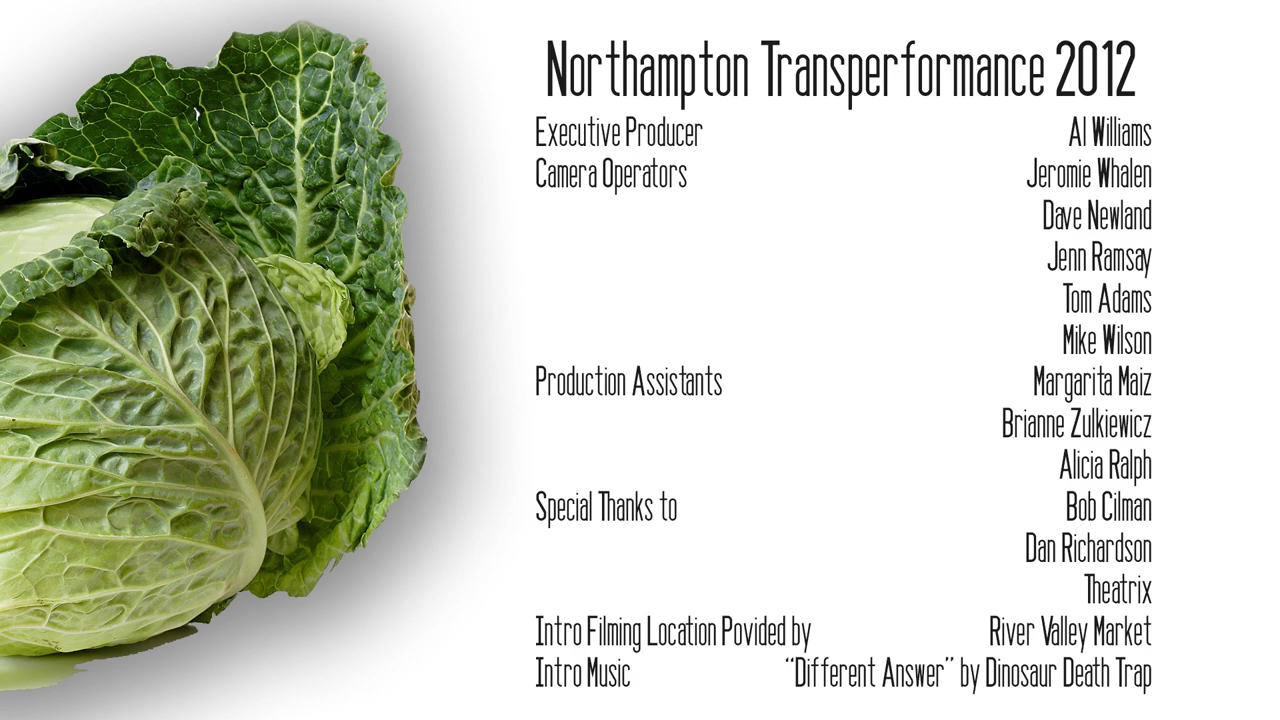 Northampton Transperformance 2012
Executive Producer Al Williams
Camera Operators Jeromie Whalen
Dave Newland
Jenn Ramsay
Tom Adams
Mike Wilson
Production Assistants Margarita Maiz
Brianne Zulkiewicz
Alicia Ralph
Special Thanks to Bob Cilman
Dan Richardson
Theatrix
Intro Filming Location Povided by River Valley Market
Intro Music “Different Answer” by Dinosaur Death Trap